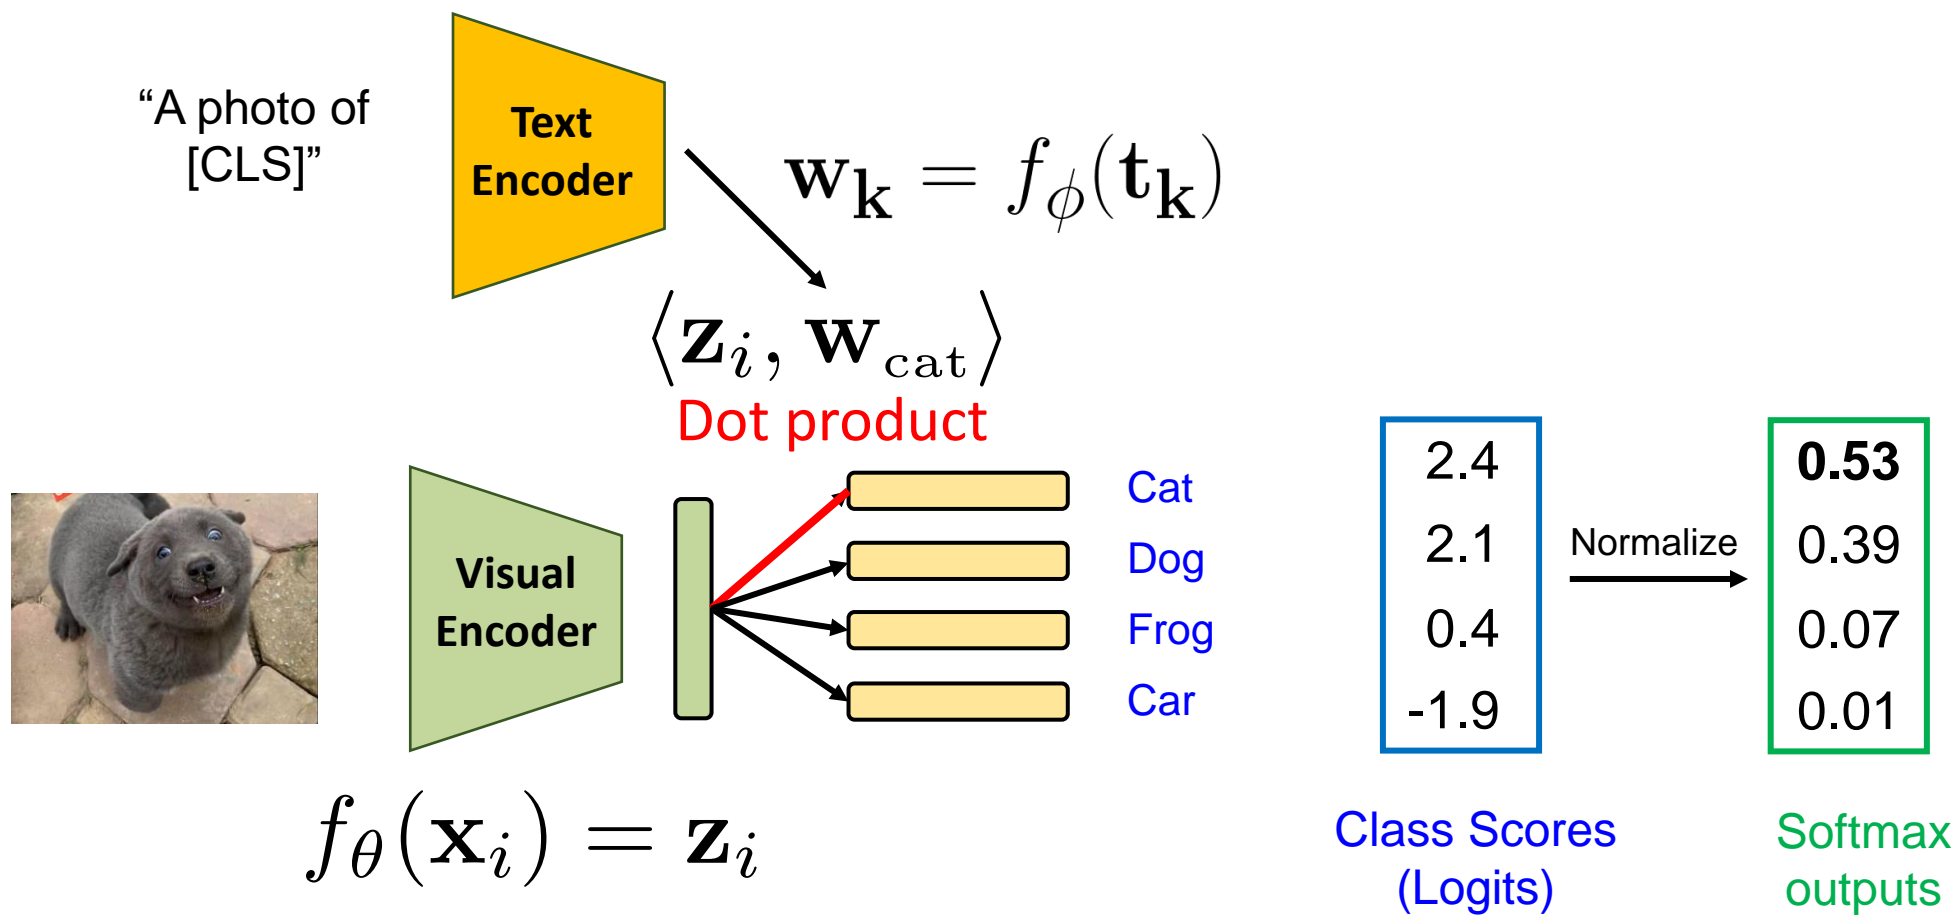 “A photo of
[CLS]”
Text
Encoder
𝐰_𝐤 = f_ϕ(𝐭_𝐤)
⟨𝐳_i, 𝐰_cat⟩
Dot product
Visual
Encoder
Cat
Dog
Frog
Car
2.4
2.1
0.4
-1.9
Normalize
0.53
0.39
0.07
0.01
f_θ(𝐱_i) = 𝐳_i
Class Scores
(Logits)
Softmax
outputs